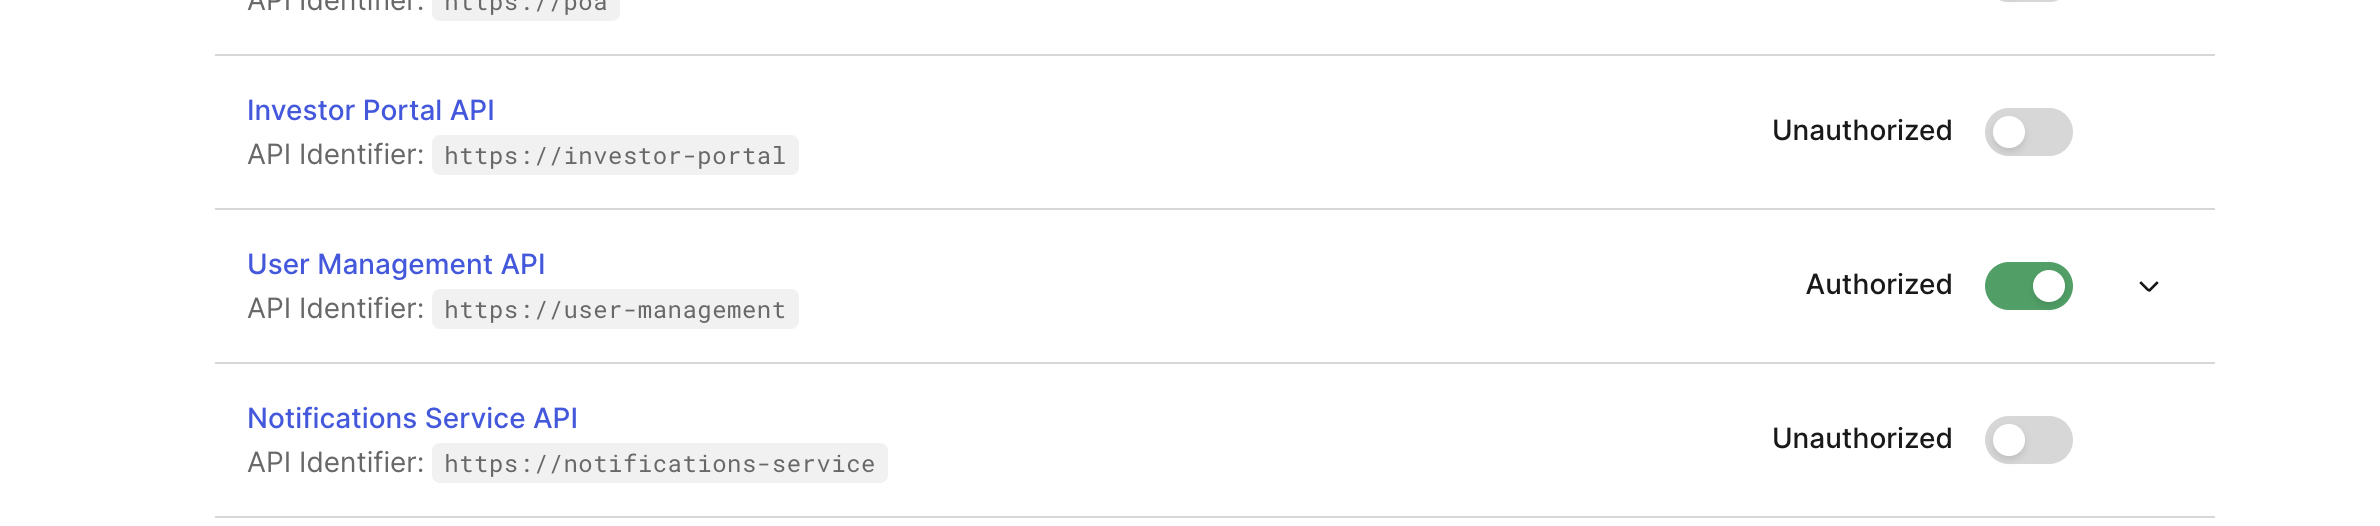 API Identifier: https://poa
Investor Portal API
API Identifier: https://investor-portal
Unauthorized
User Management API
API Identifier: https://user-management
Authorized
Notifications Service API
API Identifier: https://notifications-service
Unauthorized